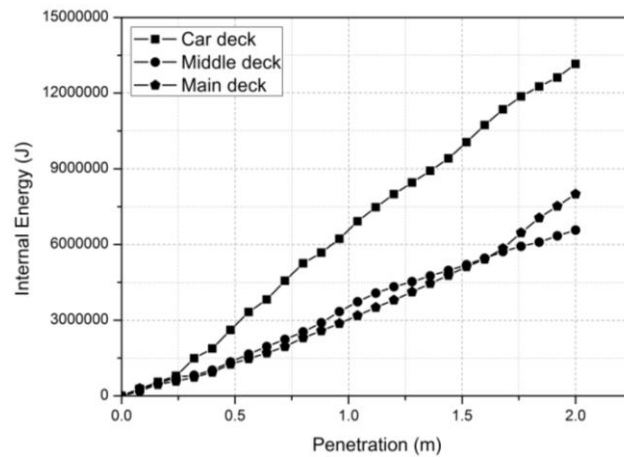 15000000
Car deck
Middle deck
Main deck
12000000
9000000
6000000
3000000
0
Internal Energy (J)
0.0 0.5 1.0 1.5 2.0
Penetration (m)